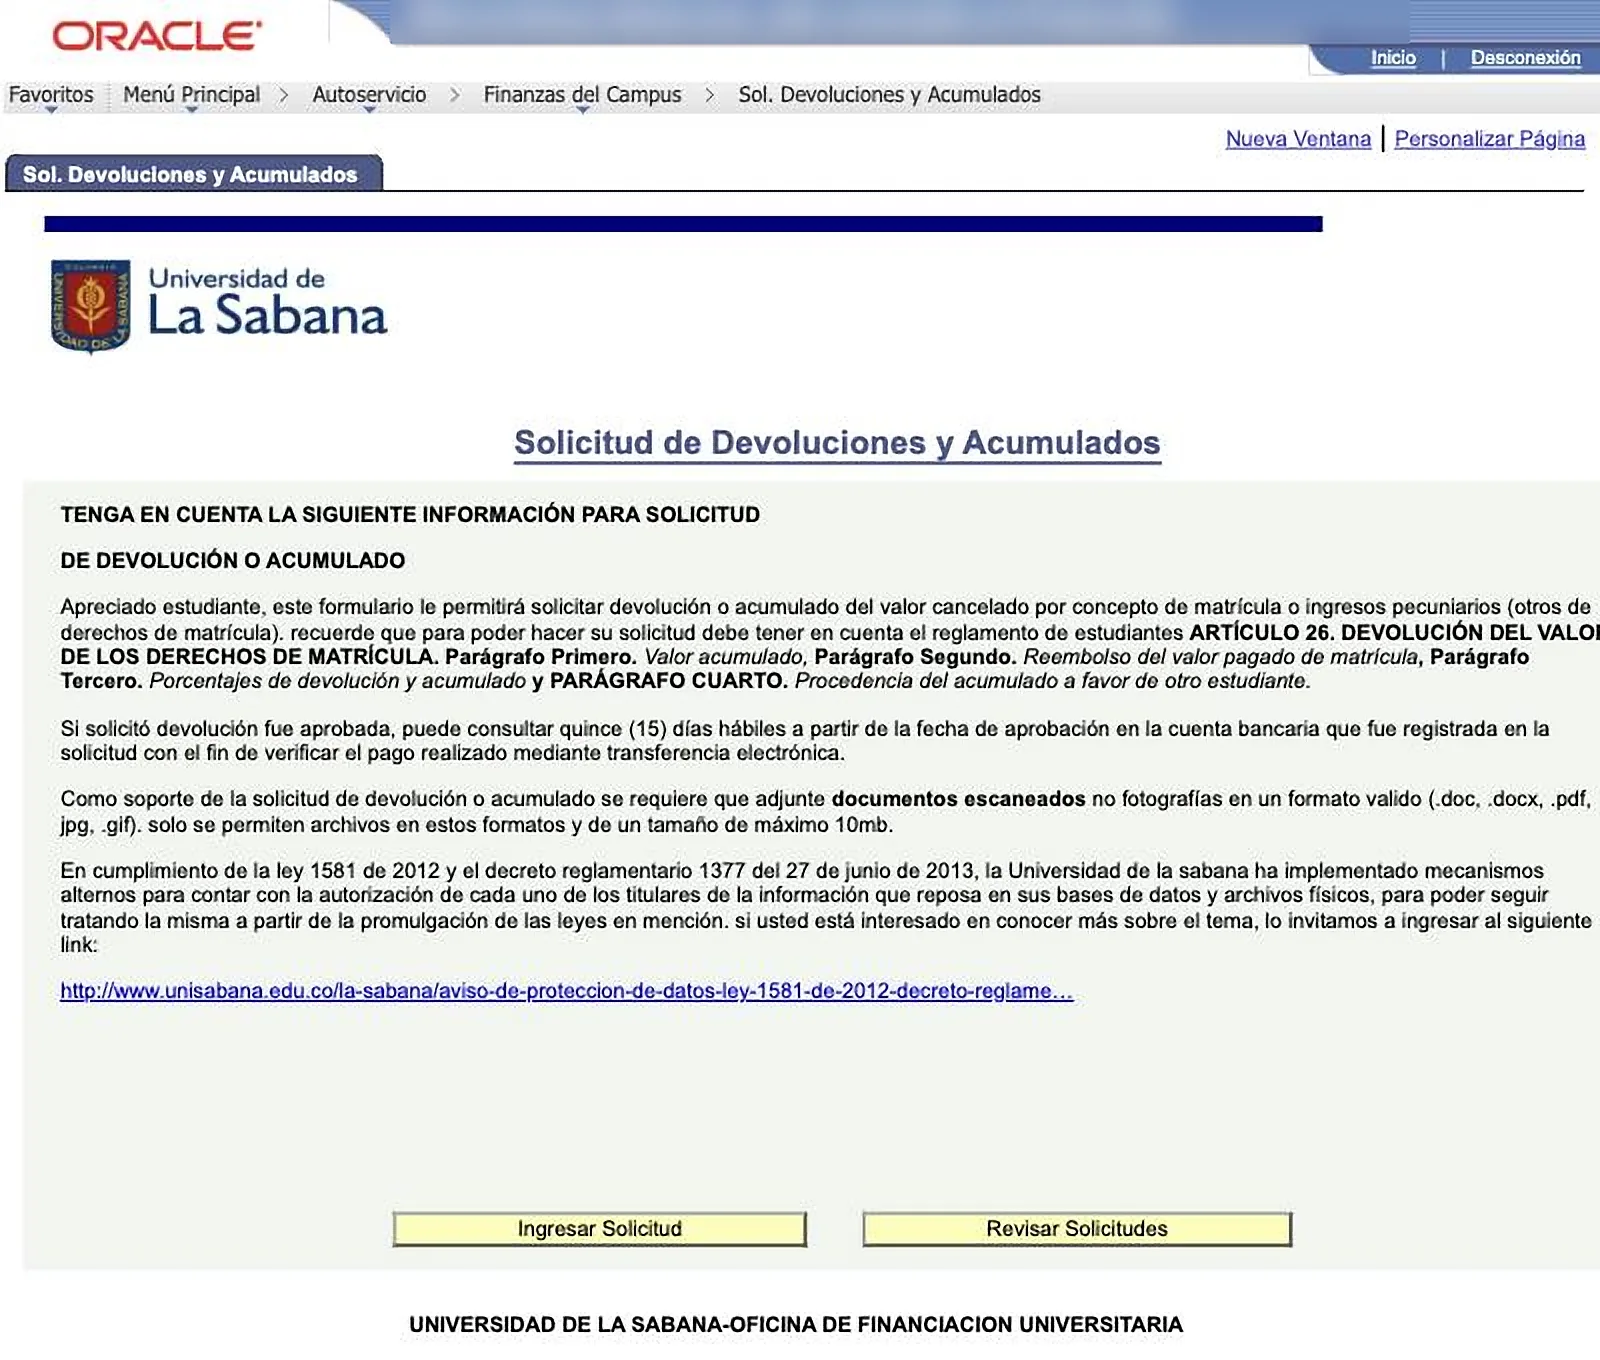 ORACLE
Inicio | Desconexión
Favoritos Menú Principal > Autoservicio > Finanzas del Campus > Sol. Devoluciones y Acumulados
Nueva Ventana | Personalizar Página
Sol. Devoluciones y Acumulados
COLOMBIA
UNIVERSIDAD DE LA SABANA
Universidad de
La Sabana
Solicitud de Devoluciones y Acumulados
TENGA EN CUENTA LA SIGUIENTE INFORMACIÓN PARA SOLICITUD
DE DEVOLUCIÓN O ACUMULADO
Apreciado estudiante, este formulario le permitirá solicitar devolución o acumulado del valor cancelado por concepto de matrícula o ingresos pecuniarios (otros de
derechos de matrícula). recuerde que para poder hacer su solicitud debe tener en cuenta el reglamento de estudiantes ARTÍCULO 26. DEVOLUCIÓN DEL VALOR
DE LOS DERECHOS DE MATRÍCULA. Parágrafo Primero. Valor acumulado, Parágrafo Segundo. Reembolso del valor pagado de matrícula, Parágrafo
Tercero. Porcentajes de devolución y acumulado y PARÁGRAFO CUARTO. Procedencia del acumulado a favor de otro estudiante.
Si solicitó devolución fue aprobada, puede consultar quince (15) días hábiles a partir de la fecha de aprobación en la cuenta bancaria que fue registrada en la
solicitud con el fin de verificar el pago realizado mediante transferencia electrónica.
Como soporte de la solicitud de devolución o acumulado se requiere que adjunte documentos escaneados no fotografías en un formato valido (.doc, .docx, .pdf,
jpg, .gif). solo se permiten archivos en estos formatos y de un tamaño de máximo 10mb.
En cumplimiento de la ley 1581 de 2012 y el decreto reglamentario 1377 del 27 de junio de 2013, la Universidad de la sabana ha implementado mecanismos
alternos para contar con la autorización de cada uno de los titulares de la información que reposa en sus bases de datos y archivos físicos, para poder seguir
tratando la misma a partir de la promulgación de las leyes en mención. si usted está interesado en conocer más sobre el tema, lo invitamos a ingresar al siguiente
link:
http://www.unisabana.edu.co/la-sabana/aviso-de-proteccion-de-datos-ley-1581-de-2012-decreto-reglame...
Ingresar Solicitud Revisar Solicitudes
UNIVERSIDAD DE LA SABANA-OFICINA DE FINANCIACION UNIVERSITARIA